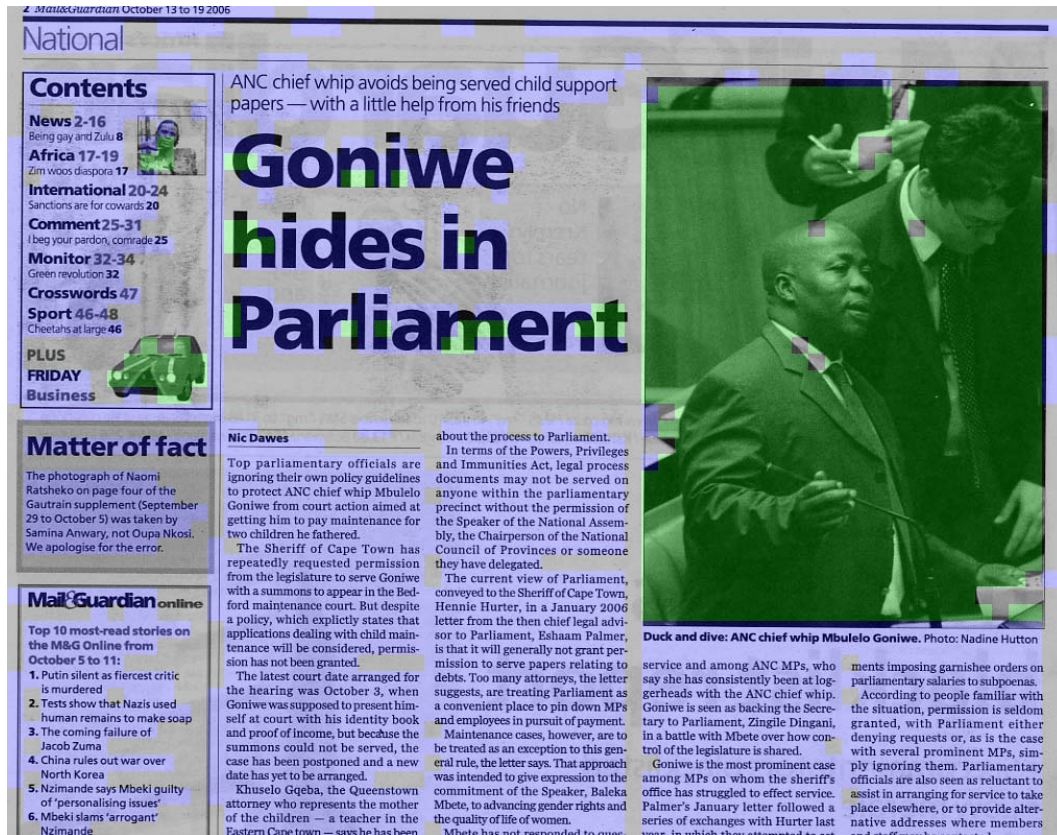 2 Mail&Guardian October 13 to 19 2006
National
Contents
News 2-16
Being gay and Zulu 8
Africa 17-19
Zim woos diaspora 17
International 20-24
Sanctions are for cowards 20
Comment 25-31
I beg your pardon, comrade 25
Monitor 32-34
Green revolution 32
Crosswords 47
Sport 46-48
Cheetahs at large 46
PLUS
FRIDAY
Business
Matter of fact
The photograph of Naomi
Ratsheko on page four of the
Gautrain supplement (September
29 to October 5) was taken by
Samina Anwary, not Oupa Nkosi.
We apologise for the error.
Mail&Guardian online
Top 10 most-read stories on
the M&G Online from
October 5 to 11:
1. Putin silent as fiercest critic
is murdered
2. Tests show that Nazis used
human remains to make soap
3. The coming failure of
Jacob Zuma
4. China rules out war over
North Korea
5. Nzimande says Mbeki guilty
of 'personalising issues'
6. Mbeki slams 'arrogant'
Nzimande
ANC chief whip avoids being served child support
papers — with a little help from his friends
Goniwe
hides in
Parliament
Nic Dawes
Top parliamentary officials are
ignoring their own policy guidelines
to protect ANC chief whip Mbulelo
Goniwe from court action aimed at
getting him to pay maintenance for
two children he fathered.
The Sheriff of Cape Town has
repeatedly requested permission
from the legislature to serve Goniwe
with a summons to appear in the Bed-
ford maintenance court. But despite
a policy, which explictly states that
applications dealing with child main-
tenance will be considered, permis-
sion has not been granted.
The latest court date arranged for
the hearing was October 3, when
Goniwe was supposed to present him-
self at court with his identity book
and proof of income, but because the
summons could not be served, the
case has been postponed and a new
date has yet to be arranged.
Khuselo Gqeba, the Queenstown
attorney who represents the mother
of the children — a teacher in the
Eastern Cape town — says he has been
about the process to Parliament.
In terms of the Powers, Privileges
and Immunities Act, legal process
documents may not be served on
anyone within the parliamentary
precinct without the permission of
the Speaker of the National Assem-
bly, the Chairperson of the National
Council of Provinces or someone
they have delegated.
The current view of Parliament,
conveyed to the Sheriff of Cape Town,
Hennie Hurter, in a January 2006
letter from the then chief legal advi-
sor to Parliament, Eshaam Palmer,
is that it will generally not grant per-
mission to serve papers relating to
debts. Too many attorneys, the letter
suggests, are treating Parliament as
a convenient place to pin down MPs
and employees in pursuit of payment.
Maintenance cases, however, are to
be treated as an exception to this gen-
eral rule, the letter says. That approach
was intended to give expression to the
commitment of the Speaker, Baleka
Mbete, to advancing gender rights and
the quality of life of women.
Mbete has not responded to ques-
Duck and dive: ANC chief whip Mbulelo Goniwe. Photo: Nadine Hutton
service and among ANC MPs, who
say she has consistently been at log-
gerheads with the ANC chief whip.
Goniwe is seen as backing the Secre-
tary to Parliament, Zingile Dingani,
in a battle with Mbete over how con-
trol of the legislature is shared.
Goniwe is the most prominent case
among MPs on whom the sheriff's
office has struggled to effect service.
Palmer's January letter followed a
series of exchanges with Hurter last
year, in which they attempted to
ments imposing garnishee orders on
parliamentary salaries to subpoenas.
According to people familiar with
the situation, permission is seldom
granted, with Parliament either
denying requests or, as is the case
with several prominent MPs, sim-
ply ignoring them. Parliamentary
officials are also seen as reluctant to
assist in arranging for service to take
place elsewhere, or to provide alter-
native addresses where members